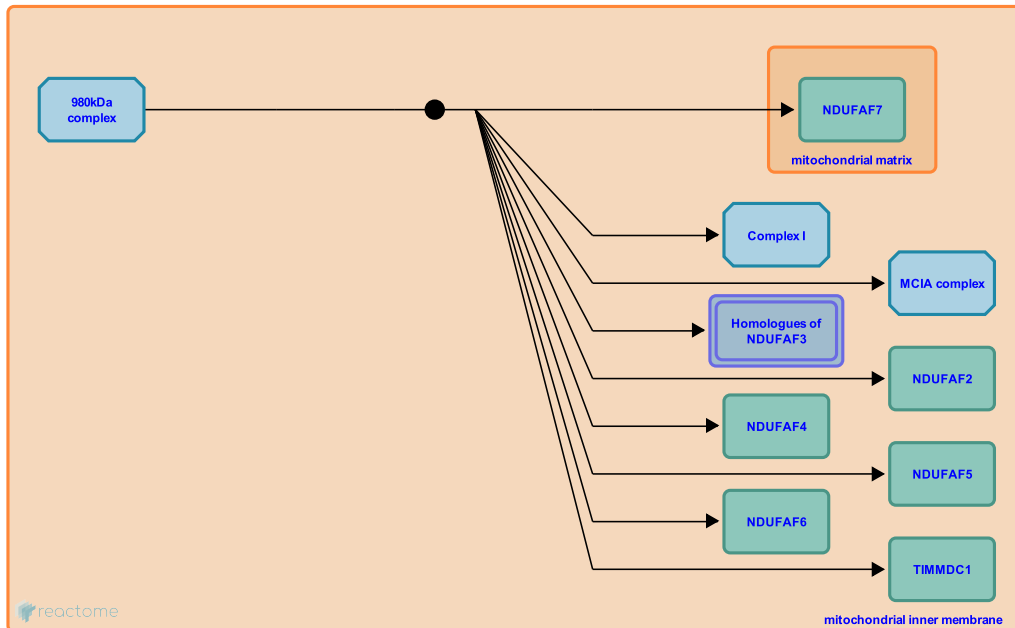 980kDa
complex
NDUFAF7
mitochondrial matrix
Complex I
MCIA complex
Homologues of
NDUFAF3
NDUFAF2
NDUFAF4
NDUFAF5
NDUFAF6
TIMMDC1
reactome
mitochondrial inner membrane